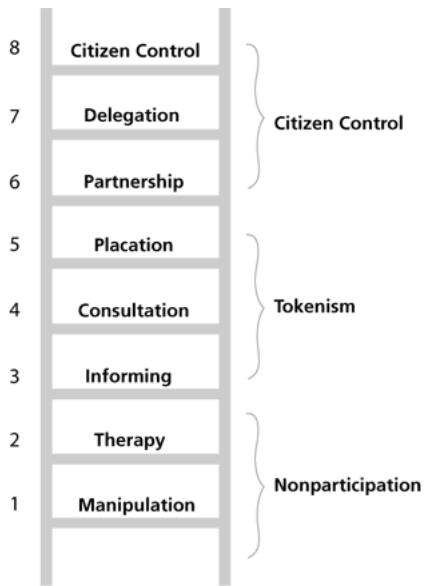 8 Citizen Control
7 Delegation
Citizen Control
6 Partnership
5 Placation
4 Consultation
Tokenism
3 Informing
2 Therapy
Nonparticipation
1 Manipulation